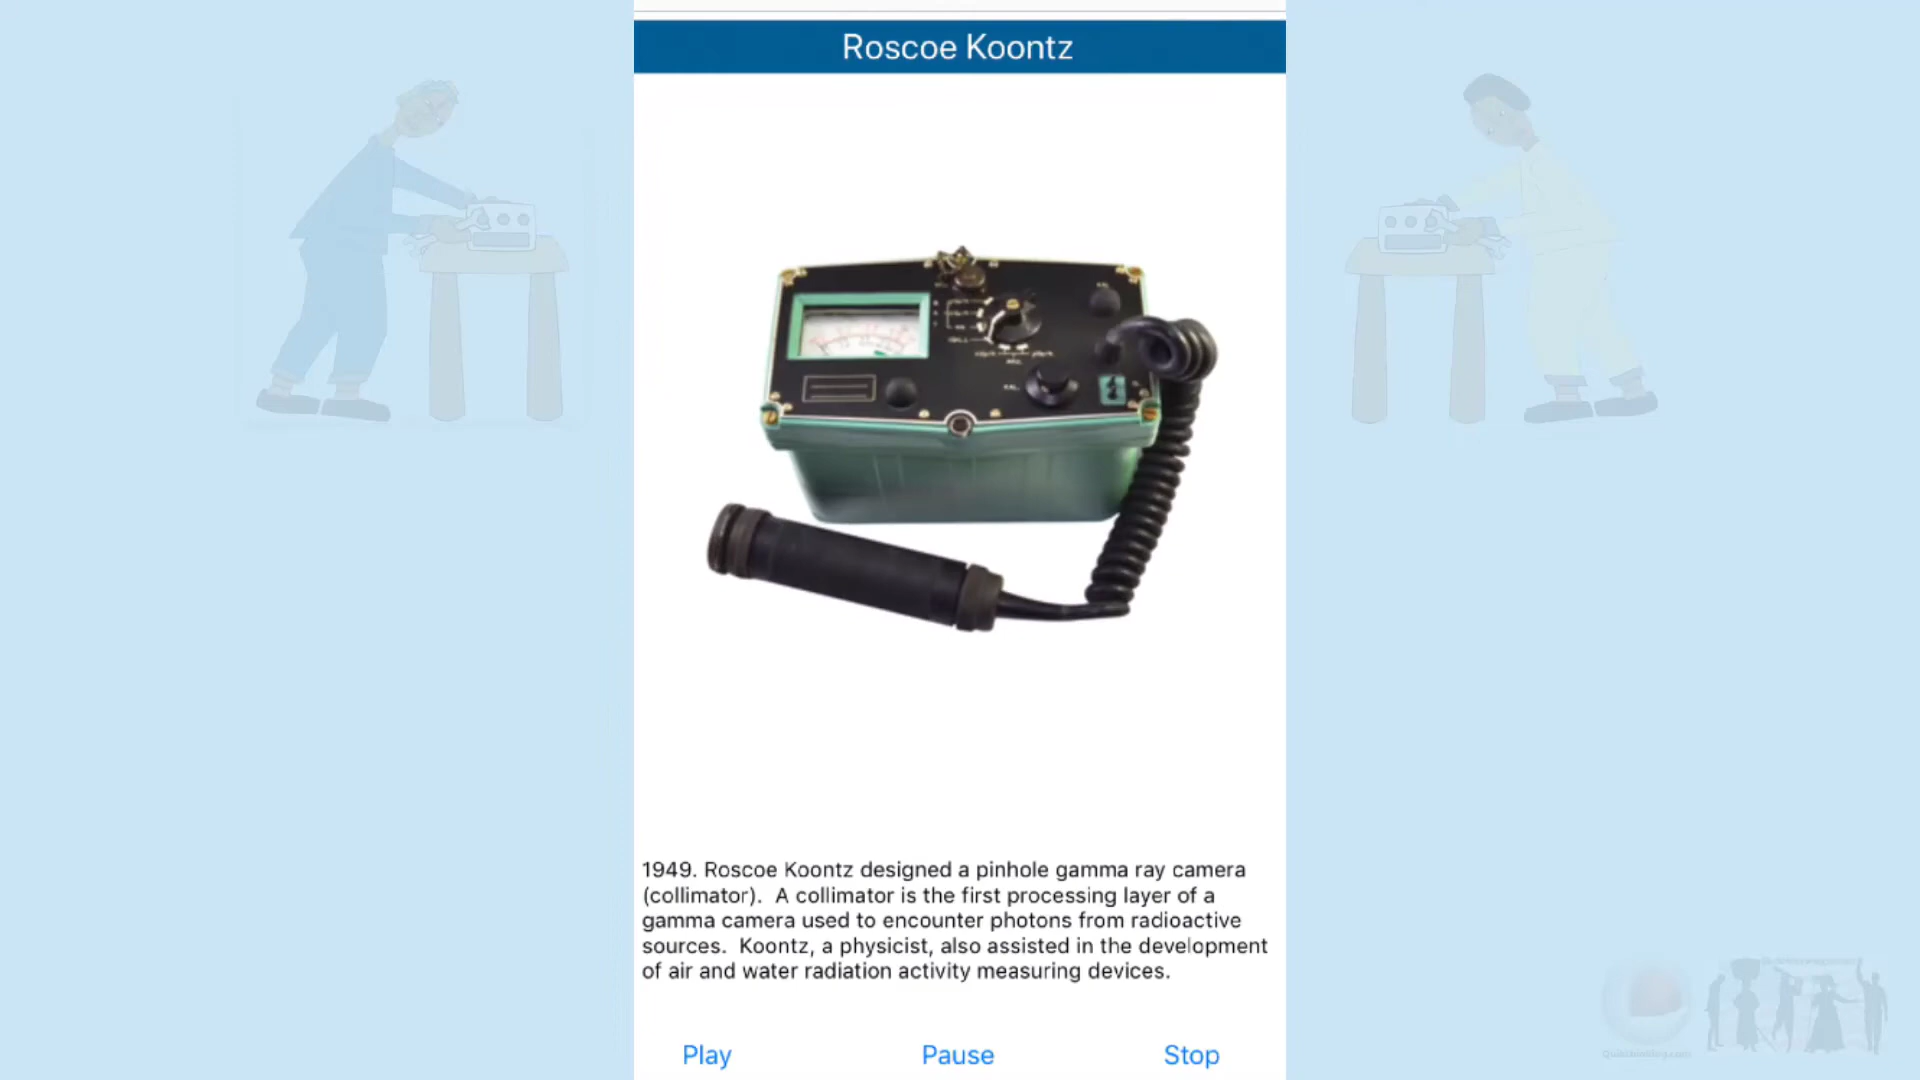 Roscoe Koontz
1949. Roscoe Koontz designed a pinhole gamma ray camera
(collimator).  A collimator is the first processing layer of a
gamma camera used to encounter photons from radioactive
sources.  Koontz, a physicist, also assisted in the development
of air and water radiation activity measuring devices.
Play
Pause
Stop